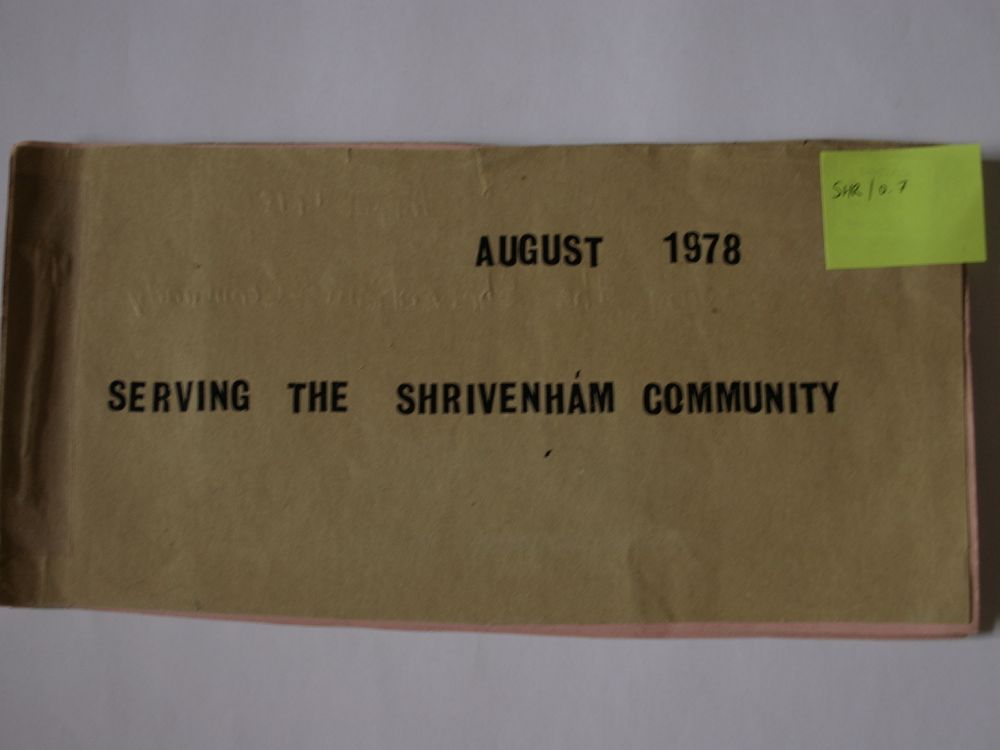 SHR/0.7
AUGUST 1978
SERVING THE SHRIVENHAM COMMUNITY